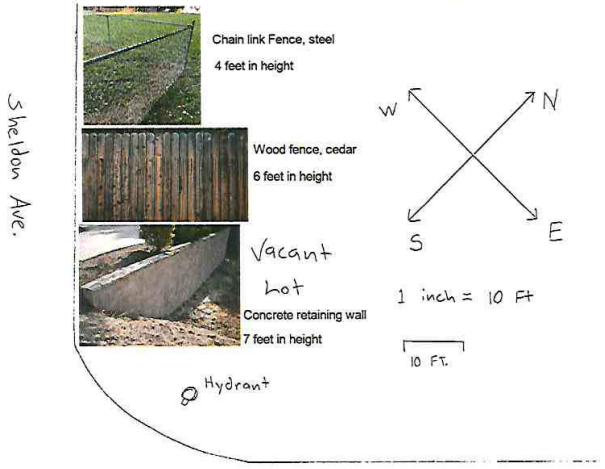 Sheldon Ave.
Chain link Fence, steel
4 feet in height
Wood fence, cedar
6 feet in height
Vacant
Lot
Concrete retaining wall
7 feet in height
W
N
S
E
1 inch = 10 Ft
10 FT.
Hydrant